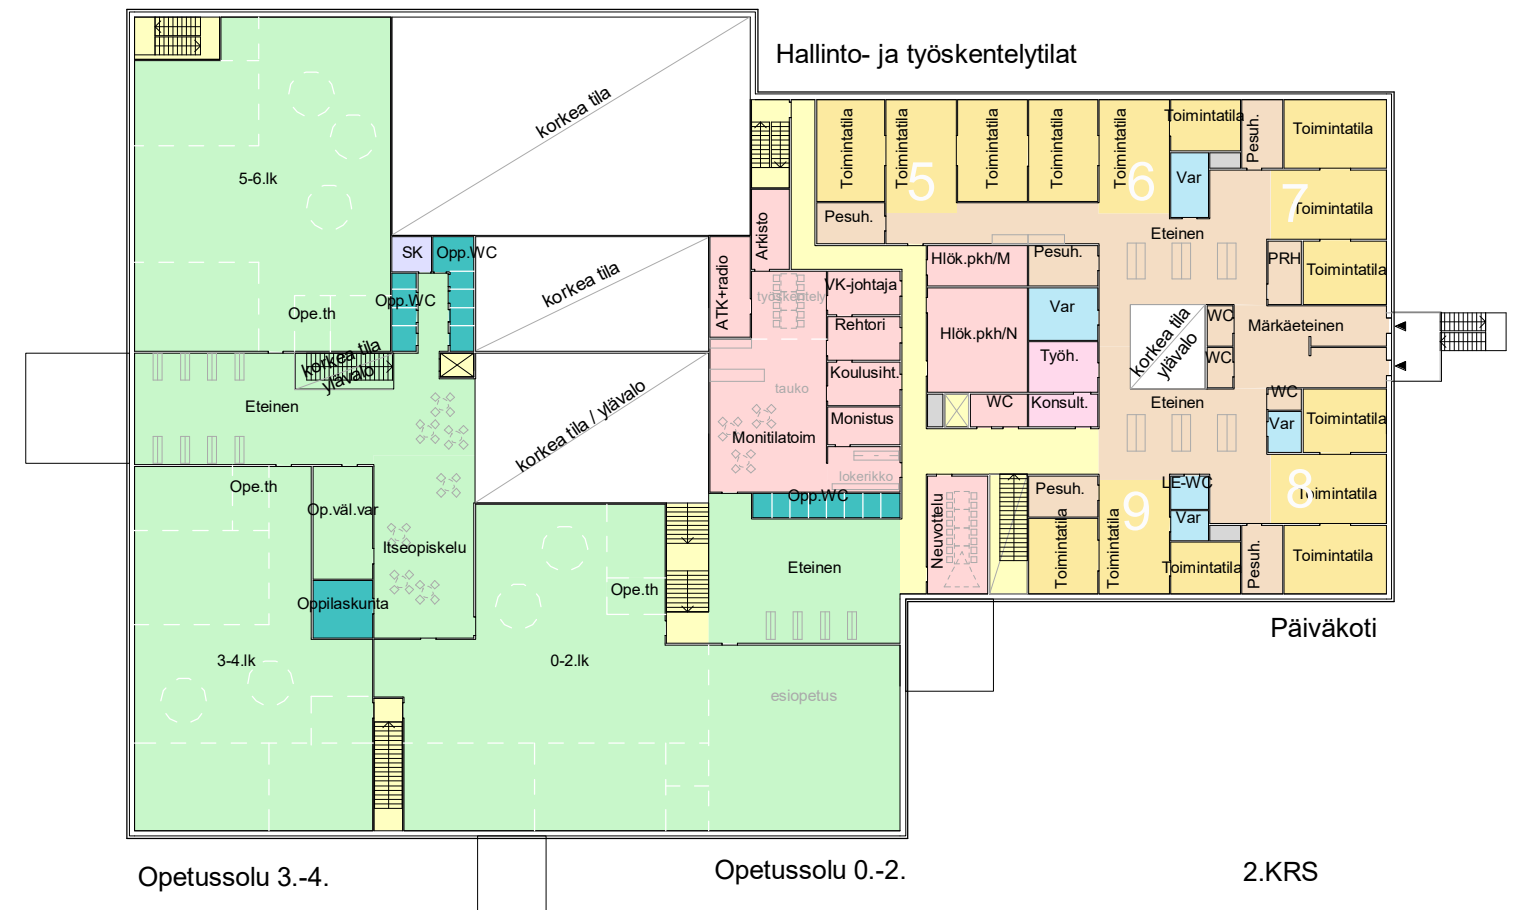 Hallinto- ja työskentelytilat
korkea tila
Toimintatila
Toimintatila
Toimintatila
Toimintatila
Toimintatila
Toimintatila
Pesuh.
Toimintatila
5-6.lk
5
6
Var
7
Toimintatila
Pesuh.
Arkisto
Eteinen
SK
Opp.WC
korkea tila
ATK+radio
Hlök.pkh/M
Pesuh.
PRH
Toimintatila
Opp.WC
työskentely
VK-johtaja
Var
korkea tila
ylävalo
WC
Märkäeteinen
Ope.th
Rehtori
Hlök.pkh/N
Työh.
WC
korkea tila
ylävalo
Koulusiht.
tauko
WC
Konsult.
Eteinen
WC
Eteinen
korkea tila / ylävalo
Monitilatoim
Monistus
Var
Toimintatila
lokerikko
Ope.th
Opp.WC
Pesuh.
LE-WC
8
Toimintatila
Op.väl.var
Neuvottelu
9
Var
Itseopiskelu
Toimintatila
Toimintatila
Toimintatila
Pesuh.
Toimintatila
Eteinen
Ope.th
Oppilaskunta
Päiväkoti
3-4.lk
0-2.lk
esiopetus
Opetussolu 3.-4.
Opetussolu 0.-2.
2.KRS